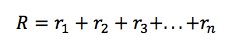 R = r₁ + r₂ + r₃+...+rₙ